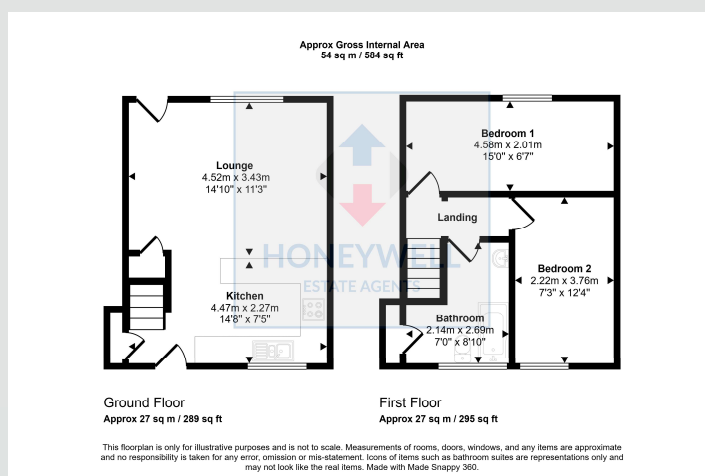 Approx Gross Internal Area
54 sq m / 584 sq ft
Lounge
4.52m x 3.43m
14'10" x 11'3"
Kitchen
4.47m x 2.27m
14'8" x 7'5"
Bedroom 1
4.58m x 2.01m
15'0" x 6'7"
Landing
Bedroom 2
2.22m x 3.76m
7'3" x 12'4"
Bathroom
2.14m x 2.69m
7'0" x 8'10"
HONEYWELL
ESTATE AGENTS
Ground Floor
Approx 27 sq m / 289 sq ft
First Floor
Approx 27 sq m / 295 sq ft
This floorplan is only for illustrative purposes and is not to scale. Measurements of rooms, doors, windows, and any items are approximate
and no responsibility is taken for any error, omission or mis-statement. Icons of items such as bathroom suites are representations only and
may not look like the real items. Made with Made Snappy 360.